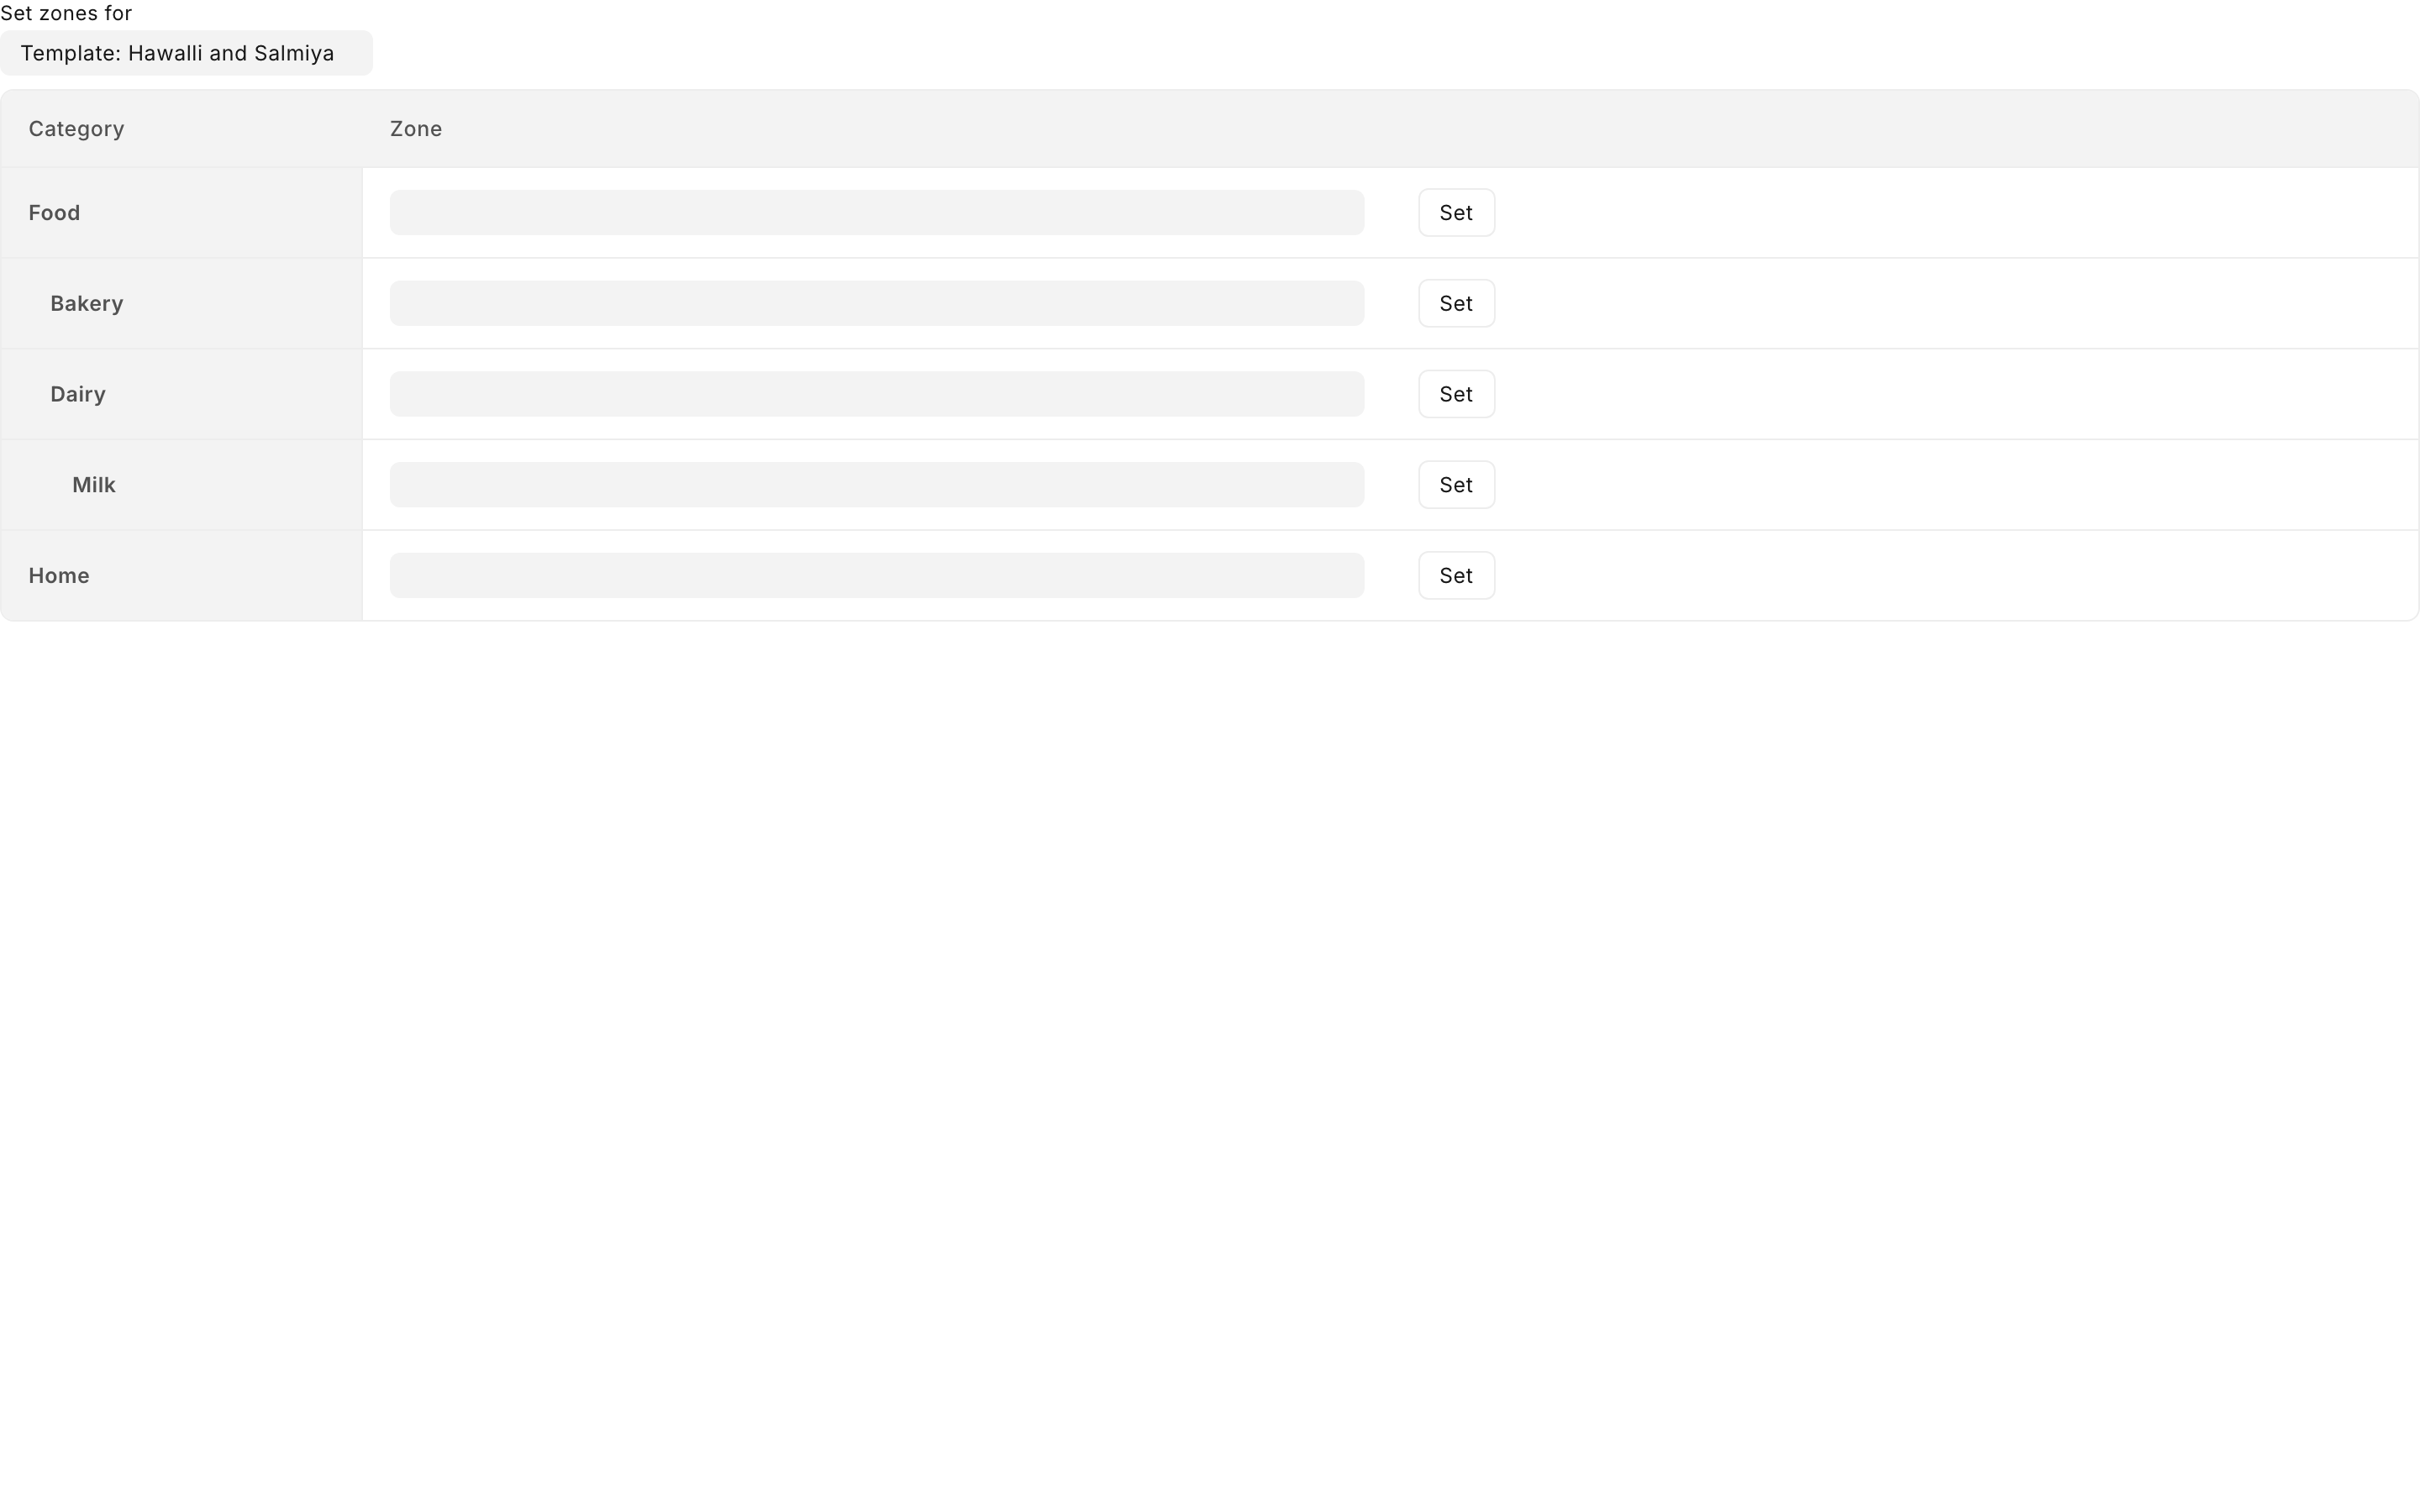 Set zones for
Template: Hawalli and Salmiya
Category Zone
Food Set
Bakery Set
Dairy Set
Milk Set
Home Set